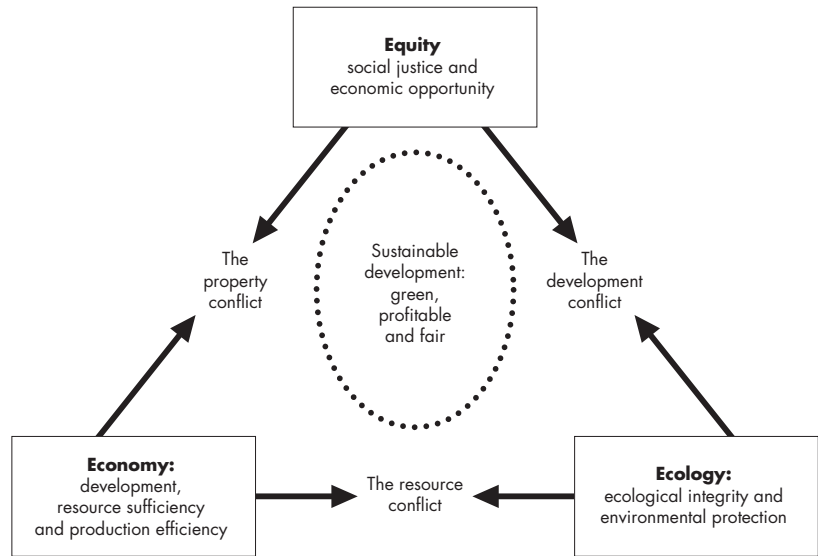 Equity
social justice and
economic opportunity
The
property
conflict
Sustainable
development:
green,
profitable
and fair
The
development
conflict
Economy:
development,
resource sufficiency
and production efficiency
The resource
conflict
Ecology:
ecological integrity and
environmental protection